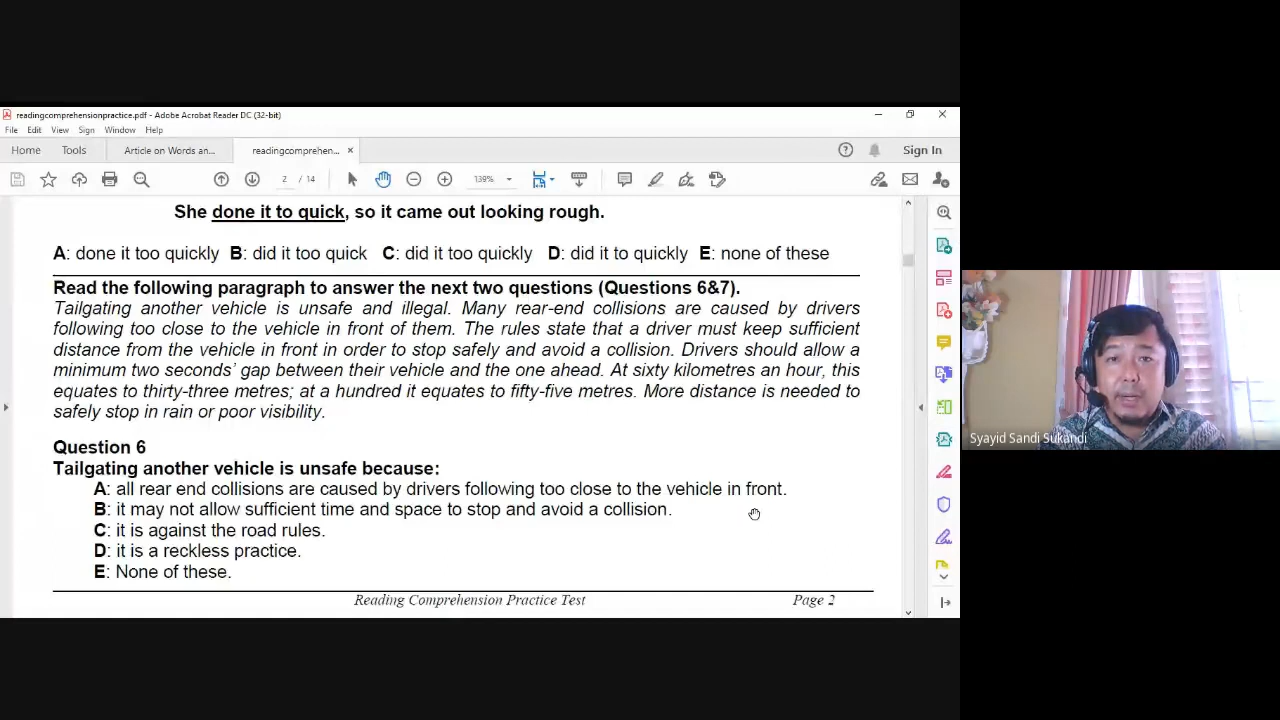 readingcomprehensionpractice.pdf - Adobe Acrobat Reader DC (32-bit)
File Edit View Sign Window Help
Home Tools Article on Words an... readingcomprehen... × Sign In
2 / 14 139%
She done it to quick, so it came out looking rough.
A: done it too quickly B: did it too quick C: did it too quickly D: did it to quickly E: none of these
Read the following paragraph to answer the next two questions (Questions 6&7).
Tailgating another vehicle is unsafe and illegal. Many rear-end collisions are caused by drivers
following too close to the vehicle in front of them. The rules state that a driver must keep sufficient
distance from the vehicle in front in order to stop safely and avoid a collision. Drivers should allow a
minimum two seconds' gap between their vehicle and the one ahead. At sixty kilometres an hour, this
equates to thirty-three metres; at a hundred it equates to fifty-five metres. More distance is needed to
safely stop in rain or poor visibility.
Question 6
Tailgating another vehicle is unsafe because:
A: all rear end collisions are caused by drivers following too close to the vehicle in front.
B: it may not allow sufficient time and space to stop and avoid a collision.
C: it is against the road rules.
D: it is a reckless practice.
E: None of these.
Reading Comprehension Practice Test Page 2
Syayid Sandi Sukandi